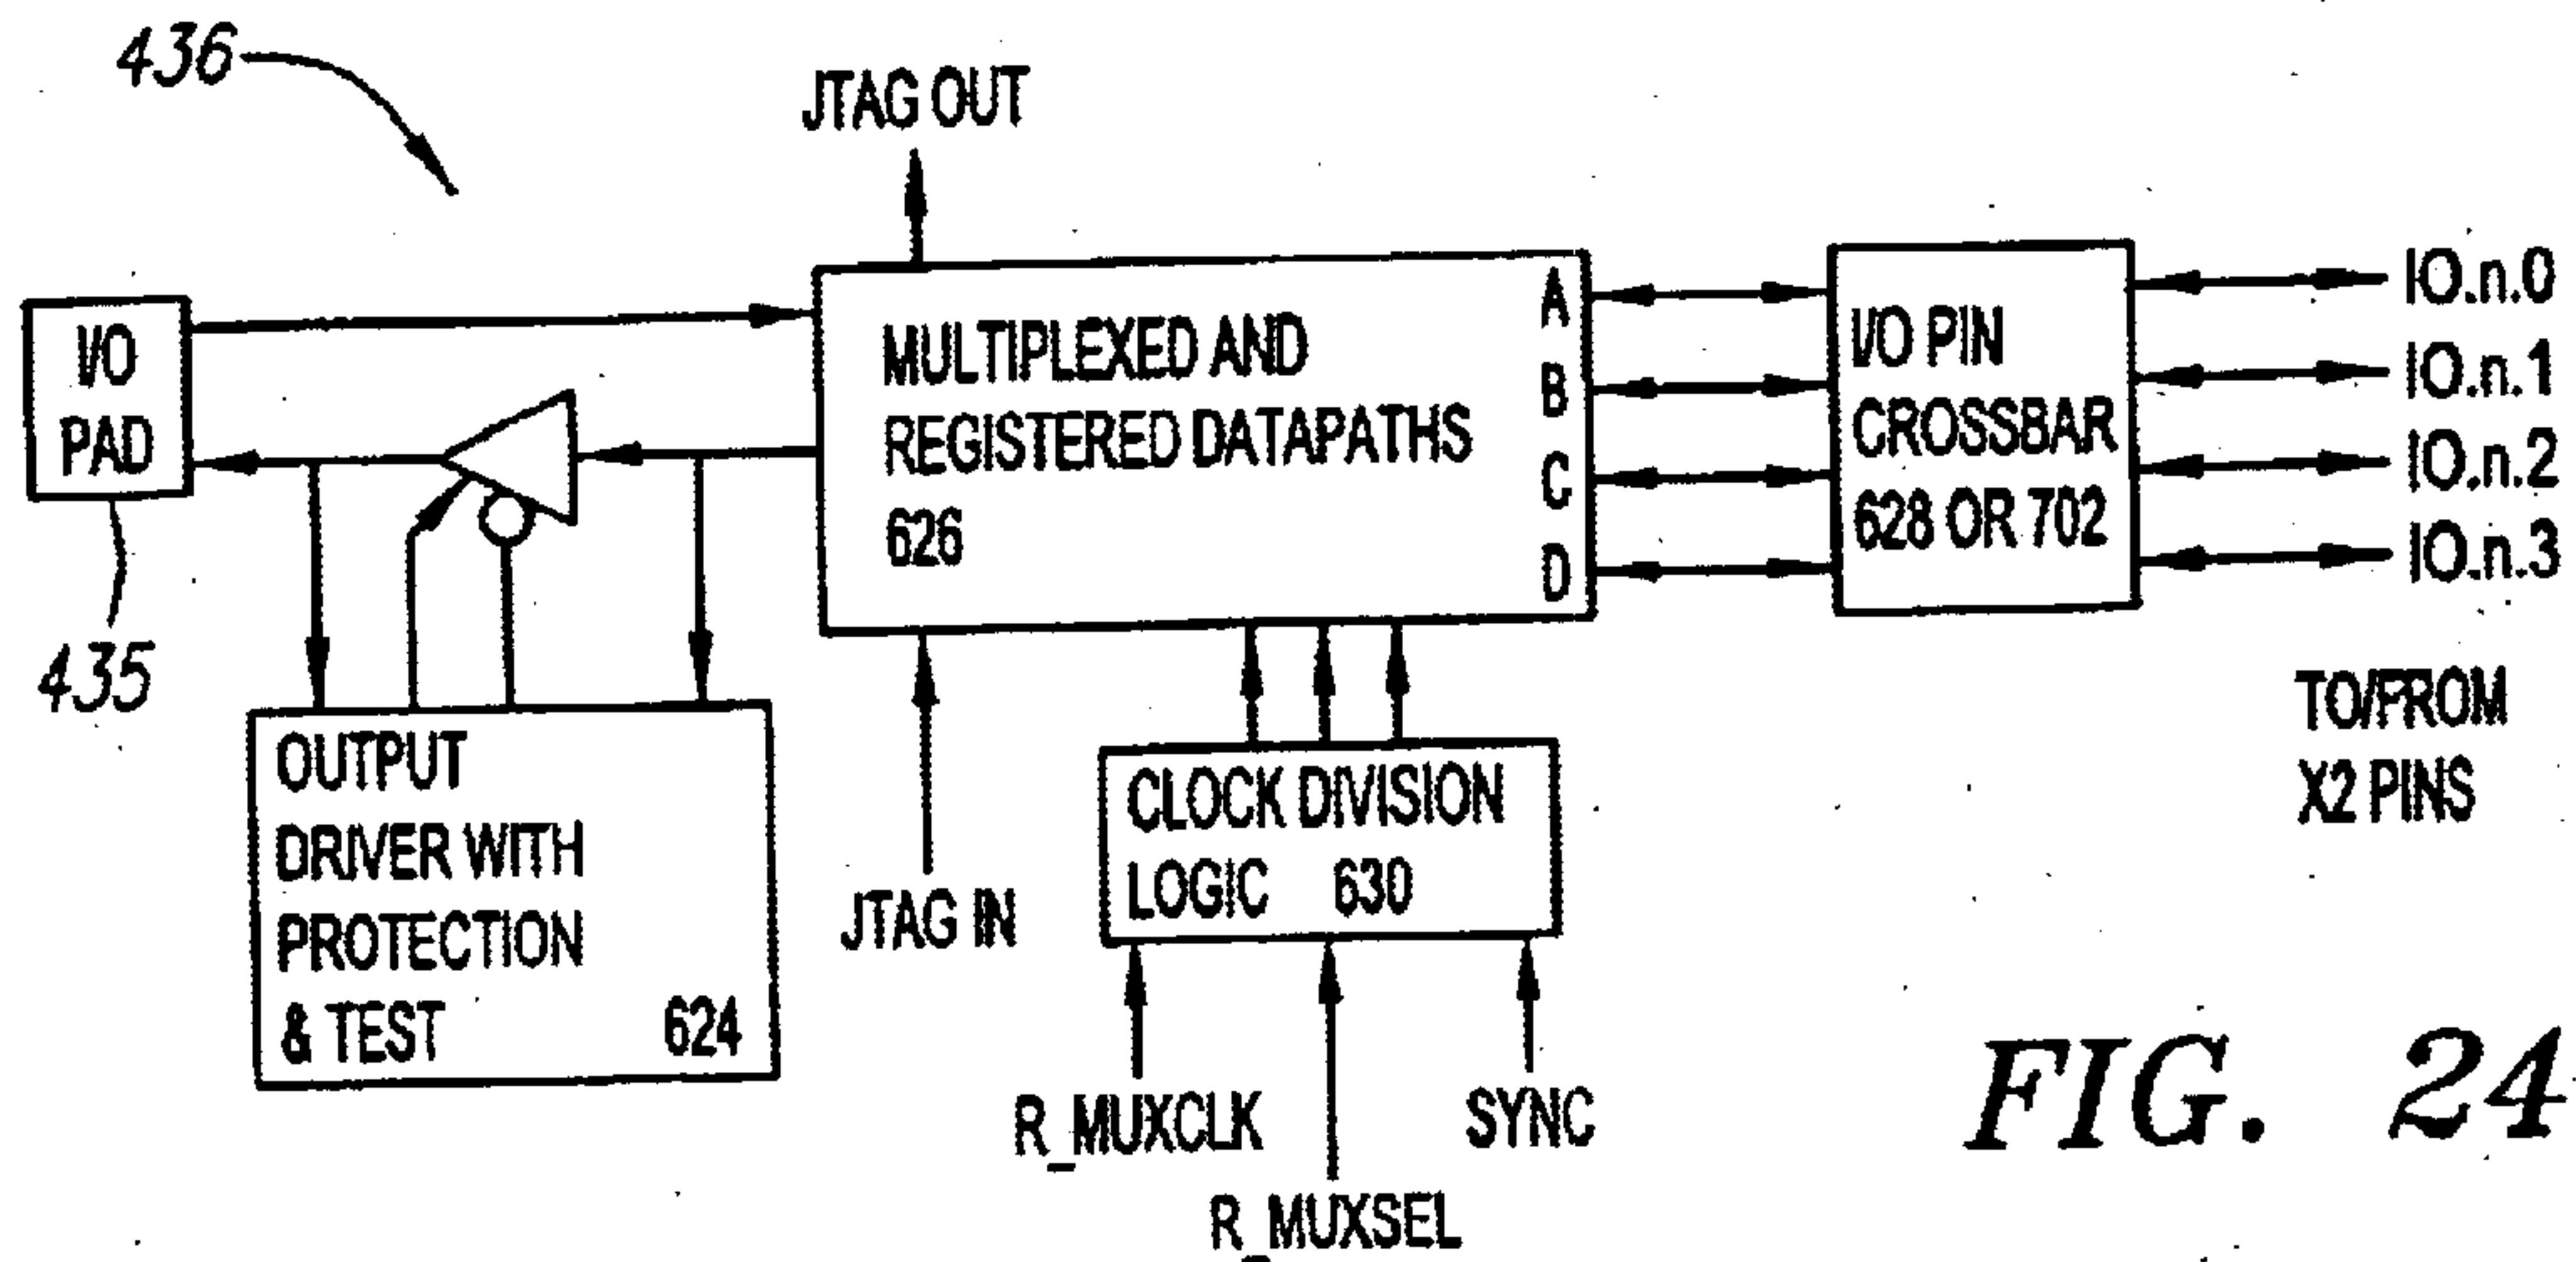 436
JTAG OUT
I/O
PAD
435
MULTIPLEXED AND
REGISTERED DATAPATHS
626
A
B
C
D
I/O PIN
CROSSBAR
628 OR 702
IO.n.0
IO.n.1
IO.n.2
IO.n.3
TO/FROM
X2 PINS
OUTPUT
DRIVER WITH
PROTECTION
& TEST 624
JTAG IN
CLOCK DIVISION
LOGIC 630
R_MUXCLK
R_MUXSEL
SYNC
FIG. 24